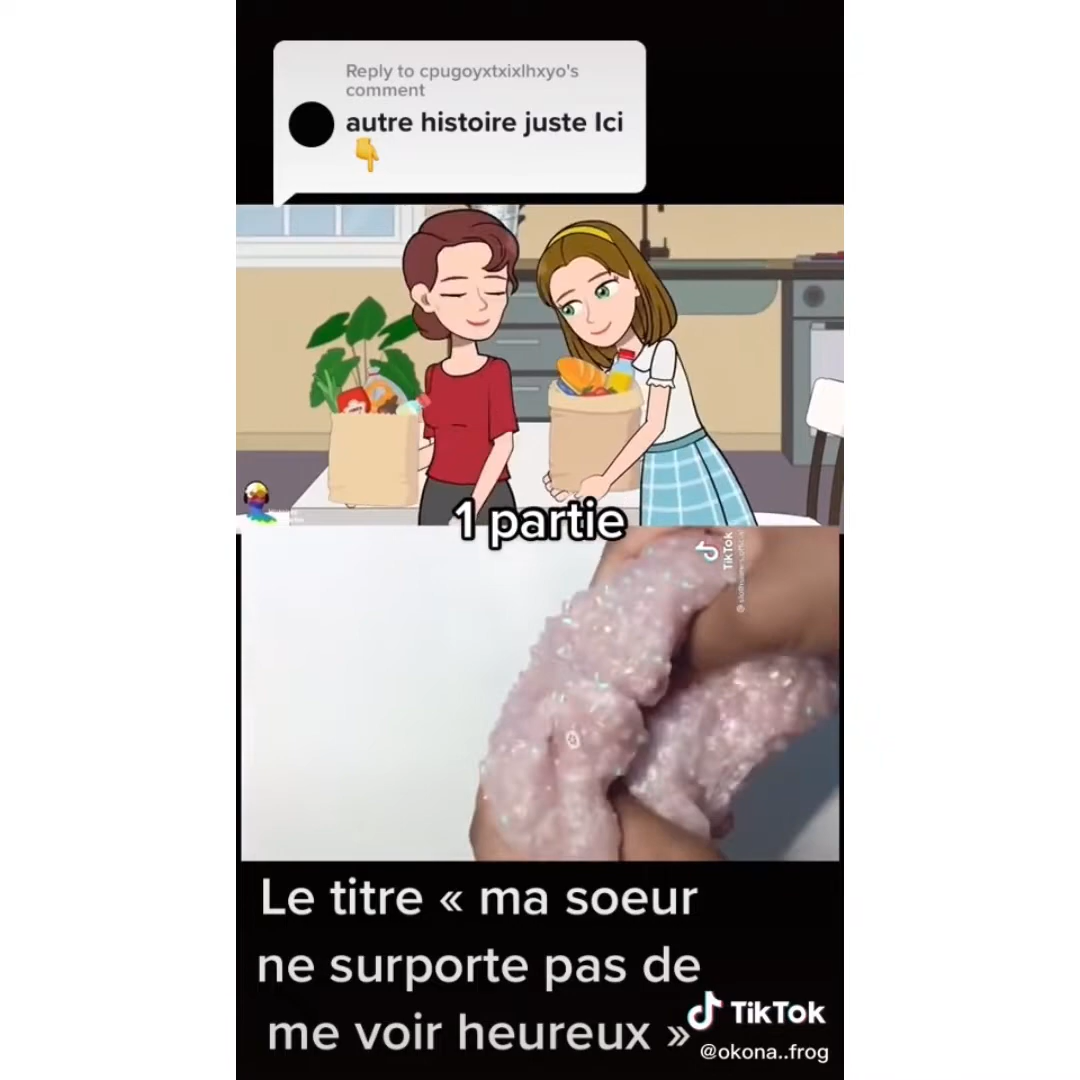 Reply to cpugoyxtxixlhxyo's
comment
autre histoire juste Ici
👇
1 partie
TikTok
Le titre « ma soeur
ne surporte pas de
me voir heureux »
TikTok
@okona..frog